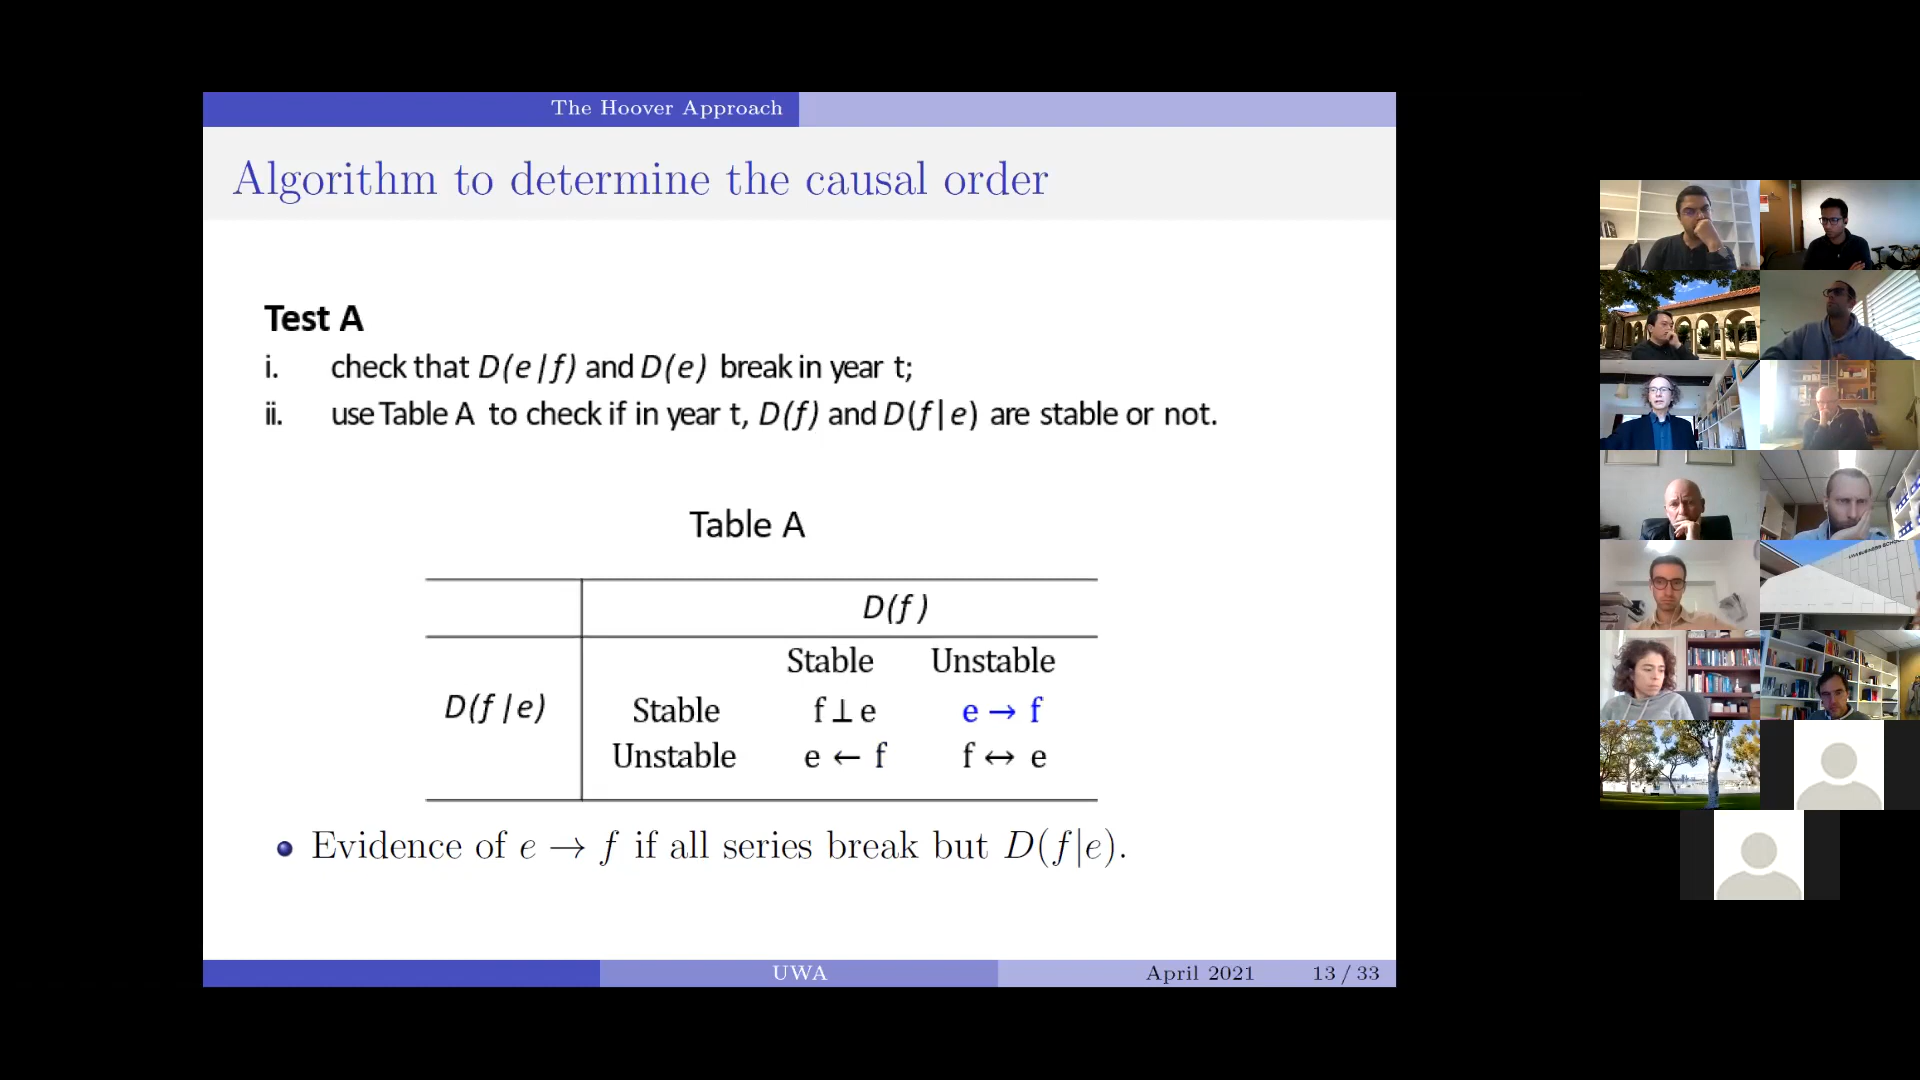 The Hoover Approach
Algorithm to determine the causal order
Test A
i. check that D(e|f) and D(e) break in year t;
ii. use Table A to check if in year t, D(f) and D(f|e) are stable or not.
Table A
D(f)
Stable Unstable
D(f|e) Stable f⊥e e → f
Unstable e ← f f ↔ e
• Evidence of e → f if all series break but D(f|e).
UWA April 2021 13 / 33